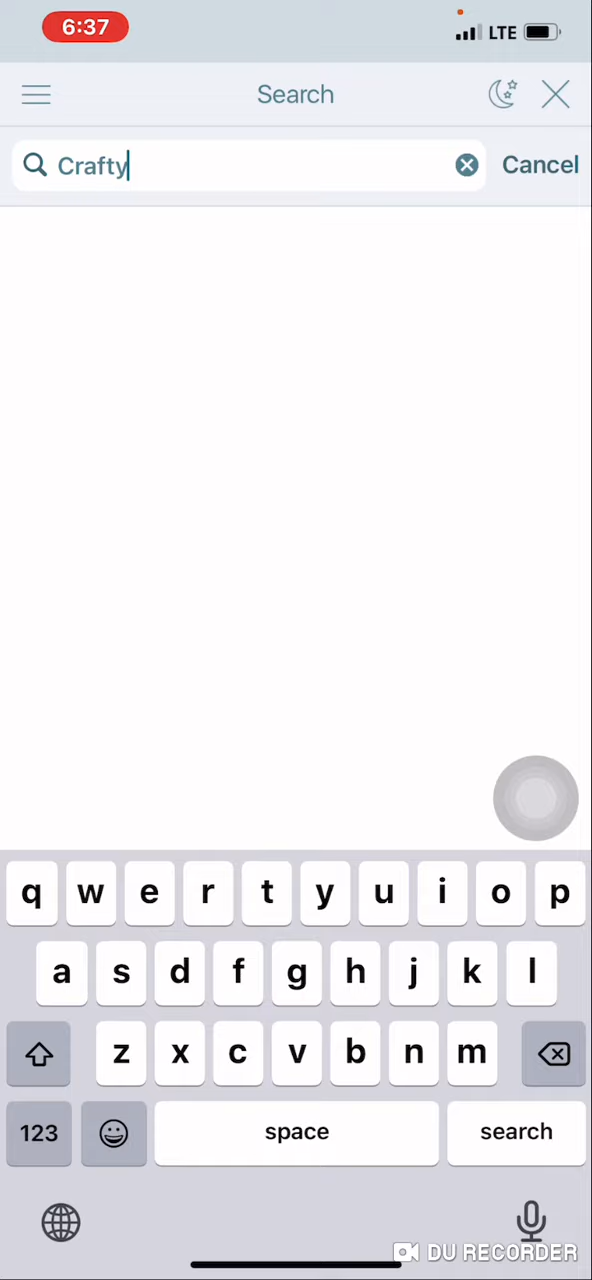 6:37
LTE
Search
Crafty
Cancel
q w e r t y u i o p
a s d f g h j k l
z x c v b n m
123 space search
DU RECORDER